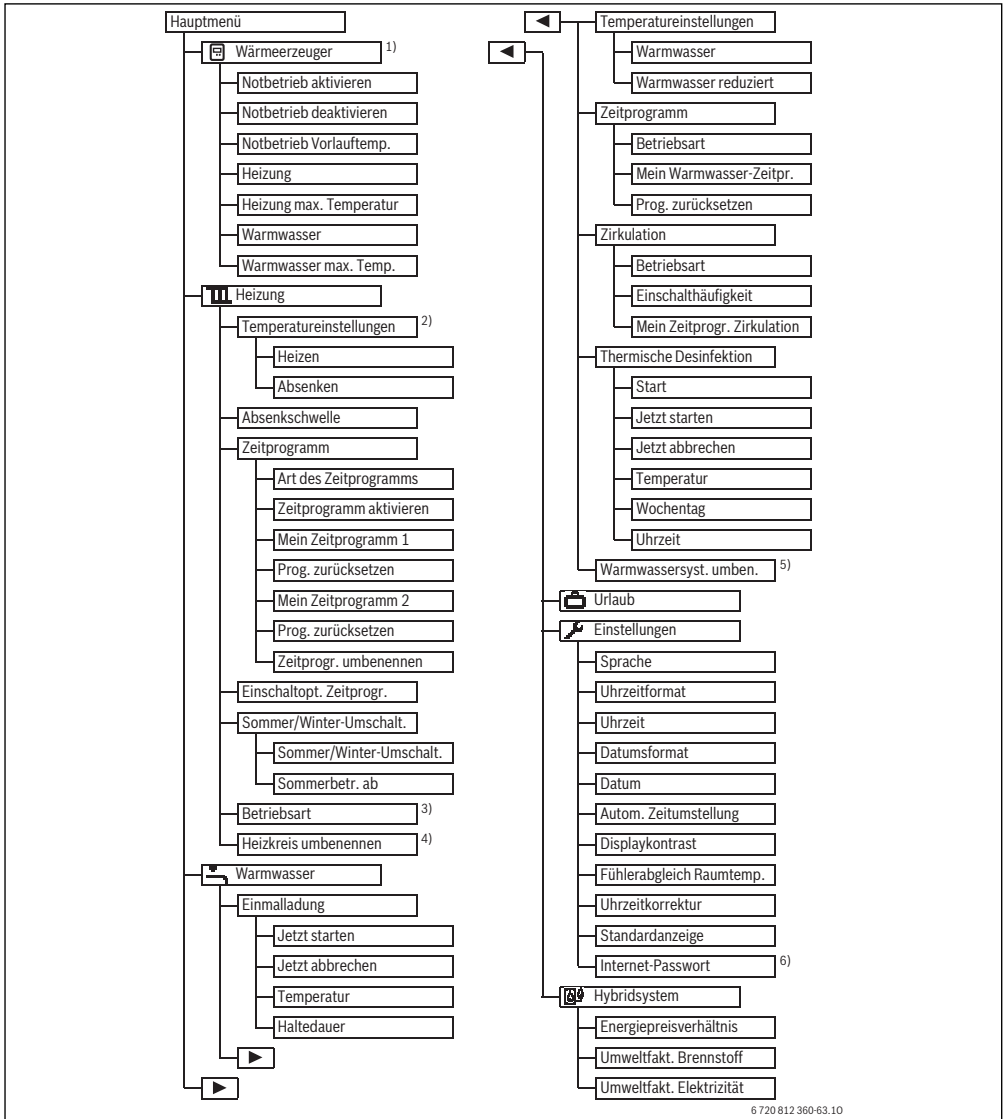 Hauptmenü
Wärmeerzeuger 1)
Notbetrieb aktivieren
Notbetrieb deaktivieren
Notbetrieb Vorlauftemp.
Heizung
Heizung max. Temperatur
Warmwasser
Warmwasser max. Temp.
Heizung
Temperatureinstellungen 2)
Heizen
Absenken
Absenkschwelle
Zeitprogramm
Art des Zeitprogramms
Zeitprogramm aktivieren
Mein Zeitprogramm 1
Prog. zurücksetzen
Mein Zeitprogramm 2
Prog. zurücksetzen
Zeitprogr. umbenennen
Einschaltopt. Zeitprogr.
Sommer/Winter-Umschalt.
Sommer/Winter-Umschalt.
Sommerbetr. ab
Betriebsart 3)
Heizkreis umbenennen 4)
Warmwasser
Einmalladung
Jetzt starten
Jetzt abbrechen
Temperatur
Haltedauer
Temperatureinstellungen
Warmwasser
Warmwasser reduziert
Zeitprogramm
Betriebsart
Mein Warmwasser-Zeitpr.
Prog. zurücksetzen
Zirkulation
Betriebsart
Einschalthäufigkeit
Mein Zeitprogr. Zirkulation
Thermische Desinfektion
Start
Jetzt starten
Jetzt abbrechen
Temperatur
Wochentag
Uhrzeit
Warmwassersyst. umben. 5)
Urlaub
Einstellungen
Sprache
Uhrzeitformat
Uhrzeit
Datumsformat
Datum
Autom. Zeitumstellung
Displaykontrast
Fühlerabgleich Raumtemp.
Uhrzeitkorrektur
Standardanzeige
Internet-Passwort 6)
Hybridsystem
Energiepreisverhältnis
Umweltfakt. Brennstoff
Umweltfakt. Elektrizität
6 720 812 360-63.1O